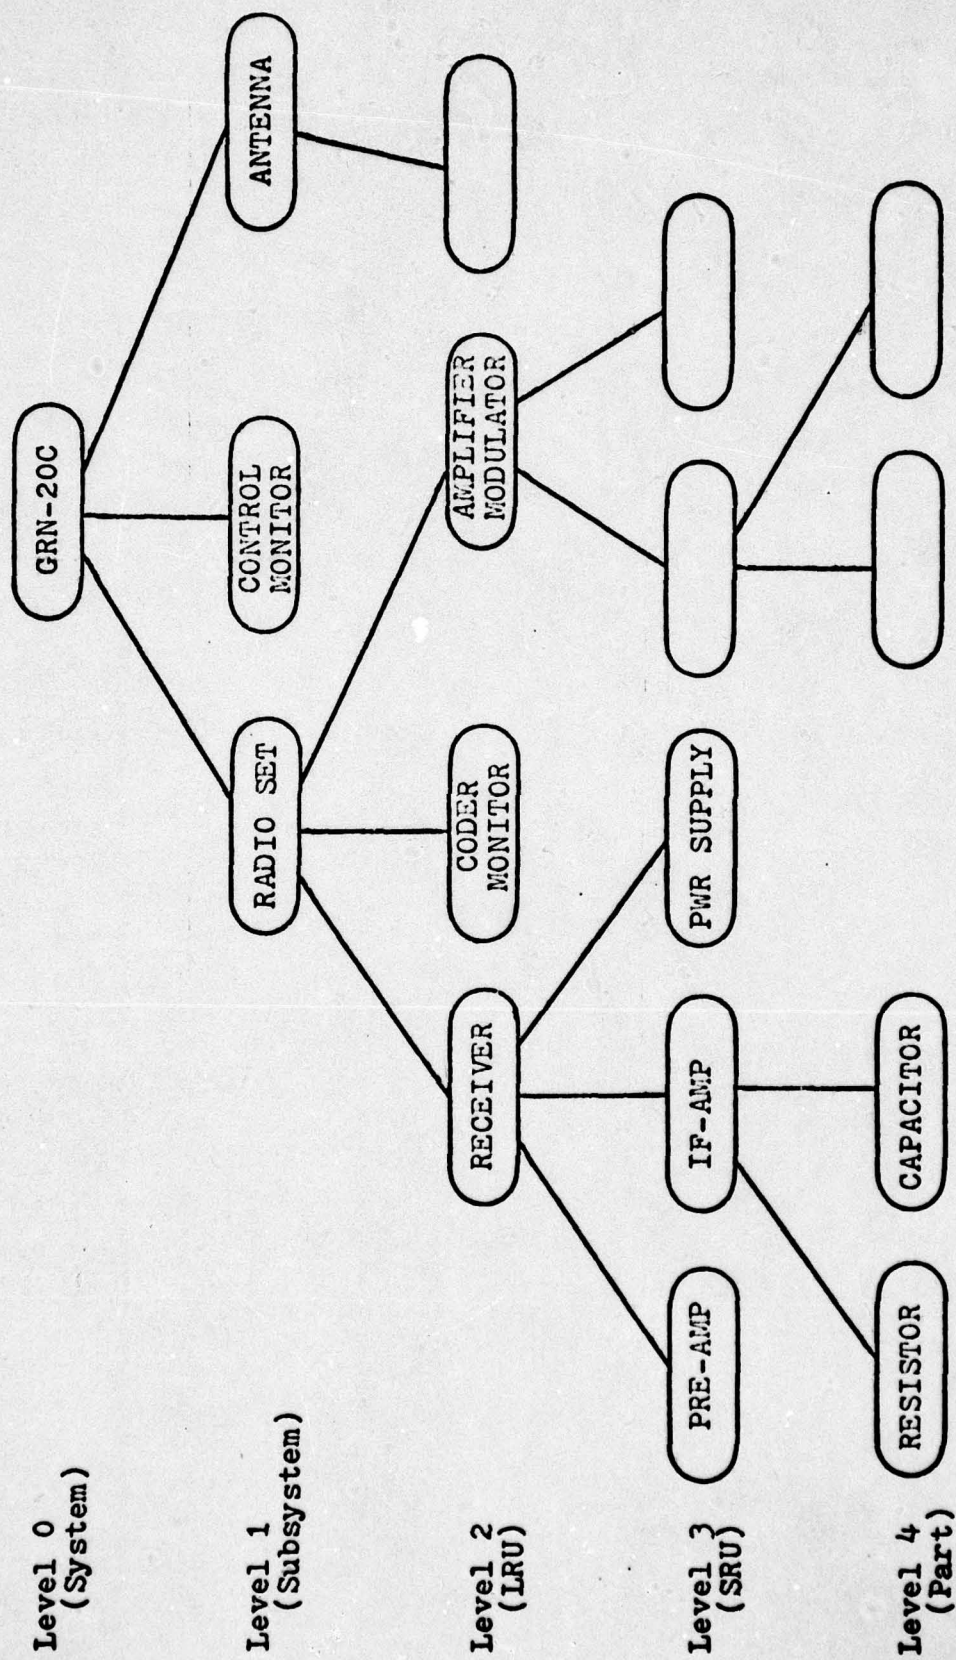 Level 0
(System)
GRN-20C
Level 1
(Subsystem)
RADIO SET
CONTROL
MONITOR
ANTENNA
Level 2
(LRU)
RECEIVER
CODER
MONITOR
AMPLIFIER
MODULATOR
Level 3
(SRU)
PRE-AMP
IF-AMP
PWR SUPPLY
Level 4
(Part)
RESISTOR
CAPACITOR